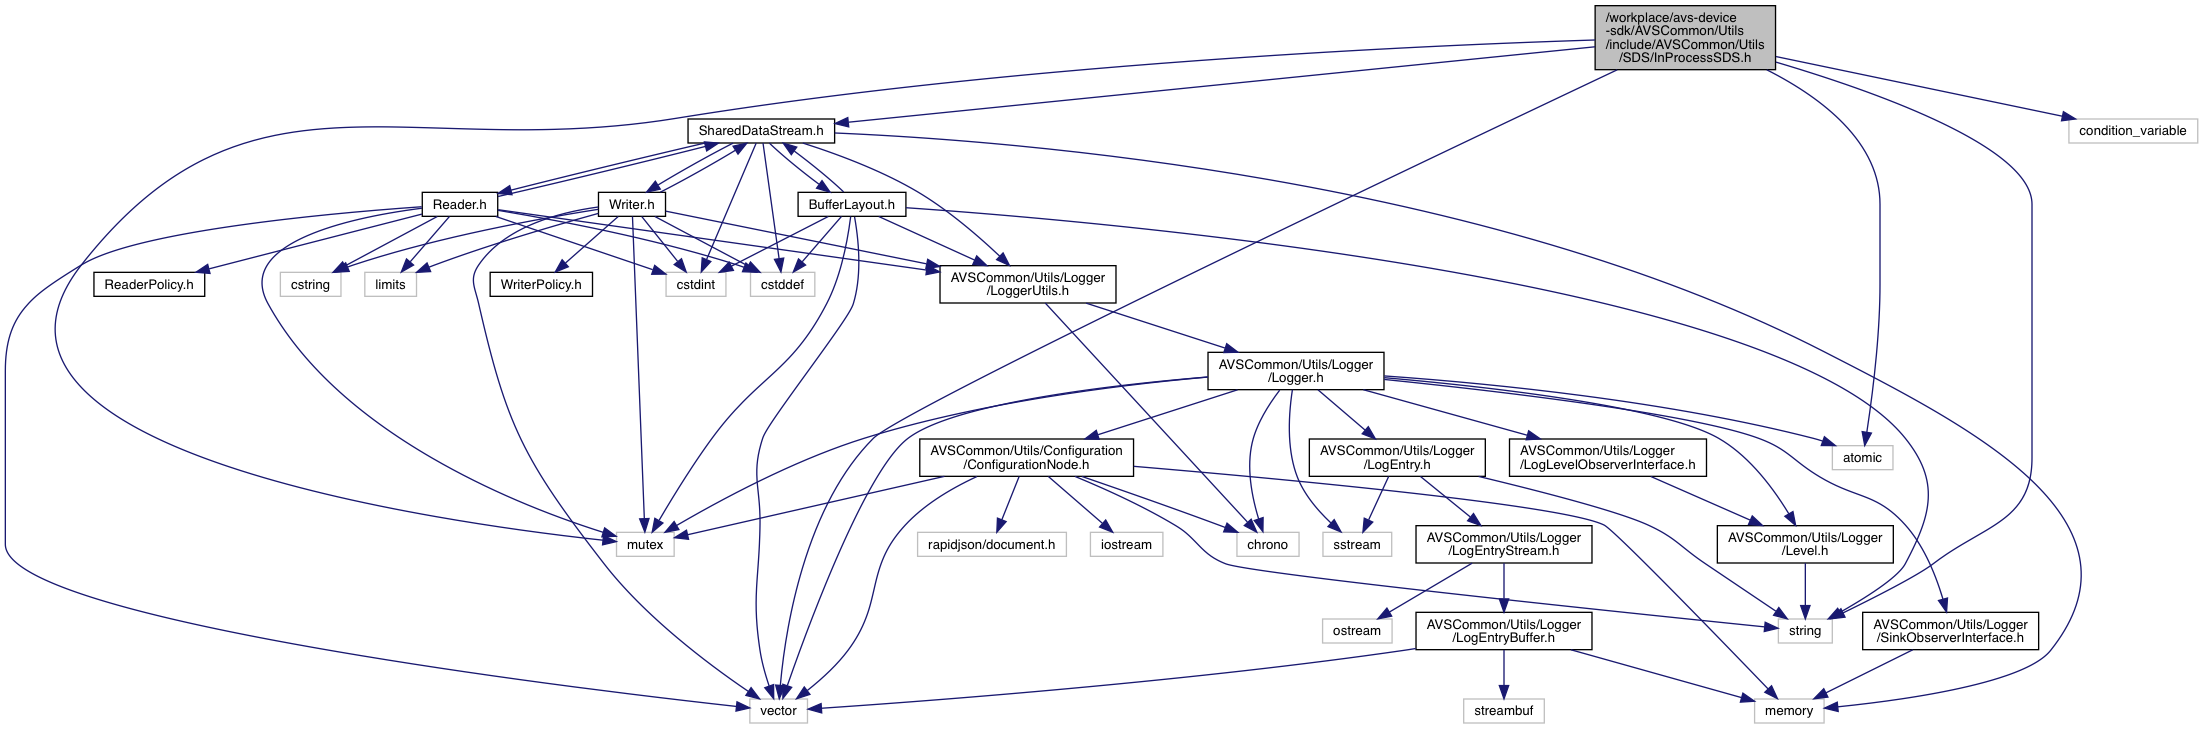 /workplace/avs-device
-sdk/AVSCommon/Utils
/include/AVSCommon/Utils
/SDS/InProcessSDS.h
SharedDataStream.h
condition_variable
Reader.h
Writer.h
BufferLayout.h
ReaderPolicy.h
cstring
limits
WriterPolicy.h
cstdint
cstddef
AVSCommon/Utils/Logger
/LoggerUtils.h
AVSCommon/Utils/Logger
/Logger.h
AVSCommon/Utils/Configuration
/ConfigurationNode.h
AVSCommon/Utils/Logger
/LogEntry.h
AVSCommon/Utils/Logger
/LogLevelObserverInterface.h
atomic
mutex
rapidjson/document.h
iostream
chrono
sstream
AVSCommon/Utils/Logger
/LogEntryStream.h
AVSCommon/Utils/Logger
/Level.h
ostream
AVSCommon/Utils/Logger
/LogEntryBuffer.h
string
AVSCommon/Utils/Logger
/SinkObserverInterface.h
vector
streambuf
memory